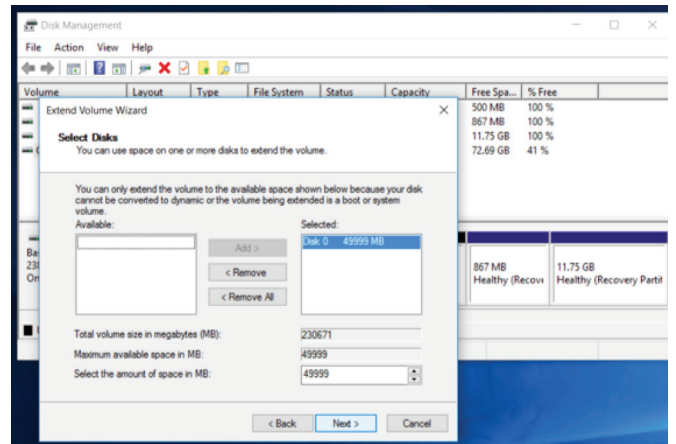 Disk Management
File Action View Help
Volume Layout Type File System Status Capacity Free Spa... % Free
500 MB 100 %
867 MB 100 %
11.75 GB 100 %
72.69 GB 41 %
Extend Volume Wizard
Select Disks
You can use space on one or more disks to extend the volume.
You can only extend the volume to the available space shown below because your disk
cannot be converted to dynamic or the volume being extended is a boot or system
volume.
Available: Selected:
Disk 0 49999 MB
Add >
< Remove
< Remove All
Total volume size in megabytes (MB): 230671
Maximum available space in MB: 49999
Select the amount of space in MB: 49999
< Back Next > Cancel
Ba
238
On
867 MB
Healthy (Recove
11.75 GB
Healthy (Recovery Partit